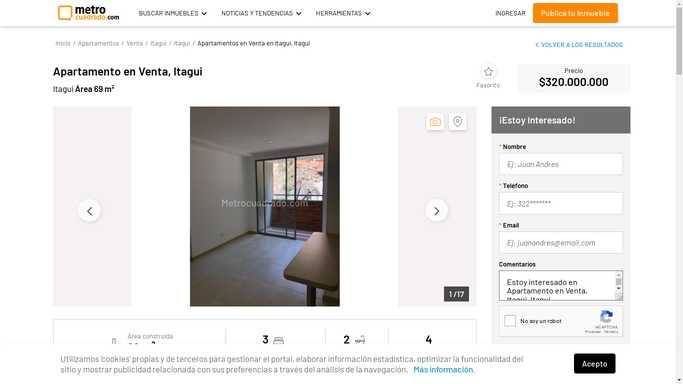 metro
cuadrado.com
BUSCAR INMUEBLES
NOTICIAS Y TENDENCIAS
HERRAMIENTAS
INGRESAR
Publica tu Inmueble
Inicio / Apartamentos / Venta / Itagui / Itagui / Apartamentos en Venta en Itagui, Itagui
VOLVER A LOS RESULTADOS
Apartamento en Venta, Itagui
Itagui Área 69 m²
Favorito
Precio
$320.000.000
Metrocuadrado.com
1 /17
¡Estoy Interesado!
* Nombre
Ej: Juan Andres
* Teléfono
Ej: 322*******
* Email
Ej: juanandres@email.com
Comentarios
Estoy interesado en
Apartamento en Venta,
Itagui, Itagui
No soy un robot
reCAPTCHA
Privacidad - Términos
Área construida
3
2
4
Utilizamos 'cookies' propias y de terceros para gestionar el portal, elaborar información estadística, optimizar la funcionalidad del
sitio y mostrar publicidad relacionada con sus preferencias a través del análisis de la navegación. Más información.
Acepto